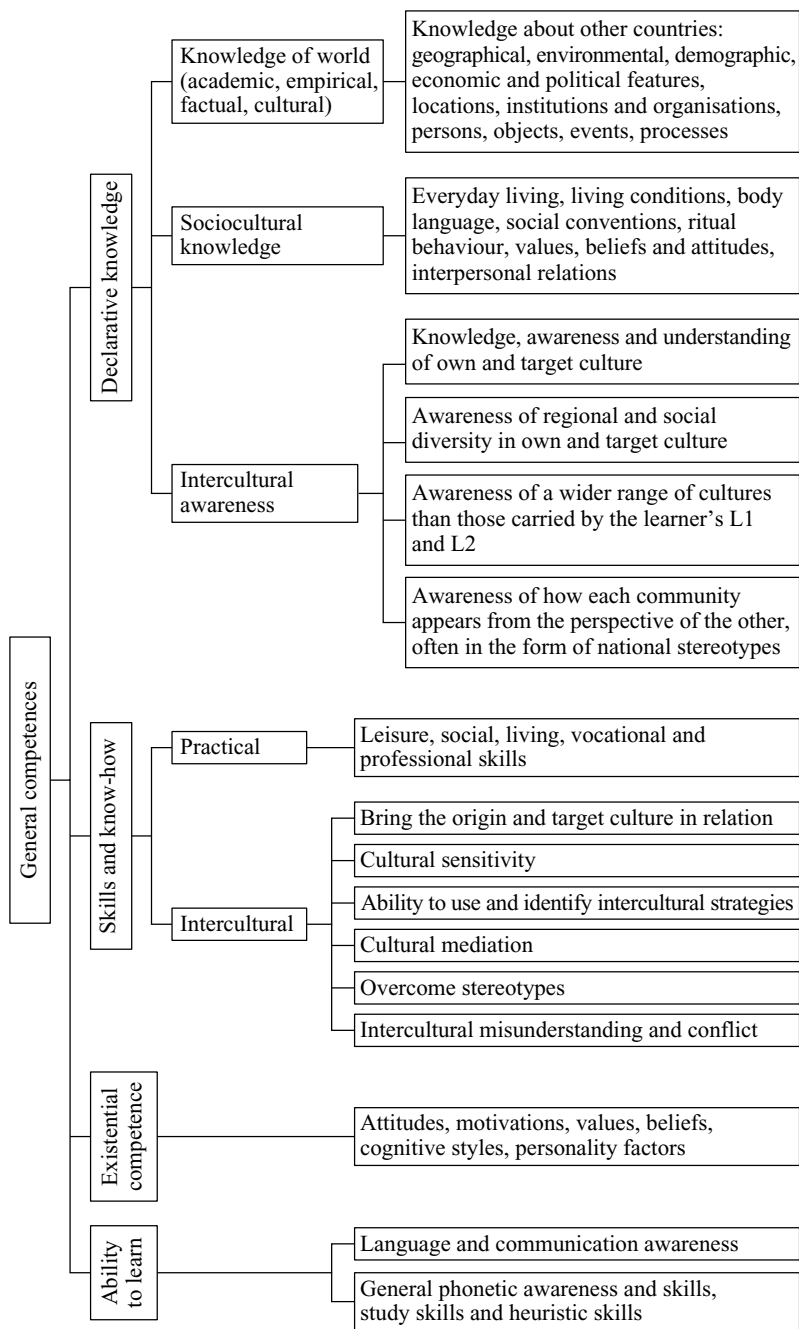 General competences
Declarative knowledge
Knowledge of world
(academic, empirical,
factual, cultural)
Knowledge about other countries:
geographical, environmental, demographic,
economic and political features,
locations, institutions and organisations,
persons, objects, events, processes
Sociocultural
knowledge
Everyday living, living conditions, body
language, social conventions, ritual
behaviour, values, beliefs and attitudes,
interpersonal relations
Intercultural
awareness
Knowledge, awareness and understanding
of own and target culture
Awareness of regional and social
diversity in own and target culture
Awareness of a wider range of cultures
than those carried by the learner’s L1
and L2
Awareness of how each community
appears from the perspective of the other,
often in the form of national stereotypes
Skills and know-how
Practical
Leisure, social, living, vocational and
professional skills
Intercultural
Bring the origin and target culture in relation
Cultural sensitivity
Ability to use and identify intercultural strategies
Cultural mediation
Overcome stereotypes
Intercultural misunderstanding and conflict
Existential
competence
Attitudes, motivations, values, beliefs,
cognitive styles, personality factors
Ability
to learn
Language and communication awareness
General phonetic awareness and skills,
study skills and heuristic skills